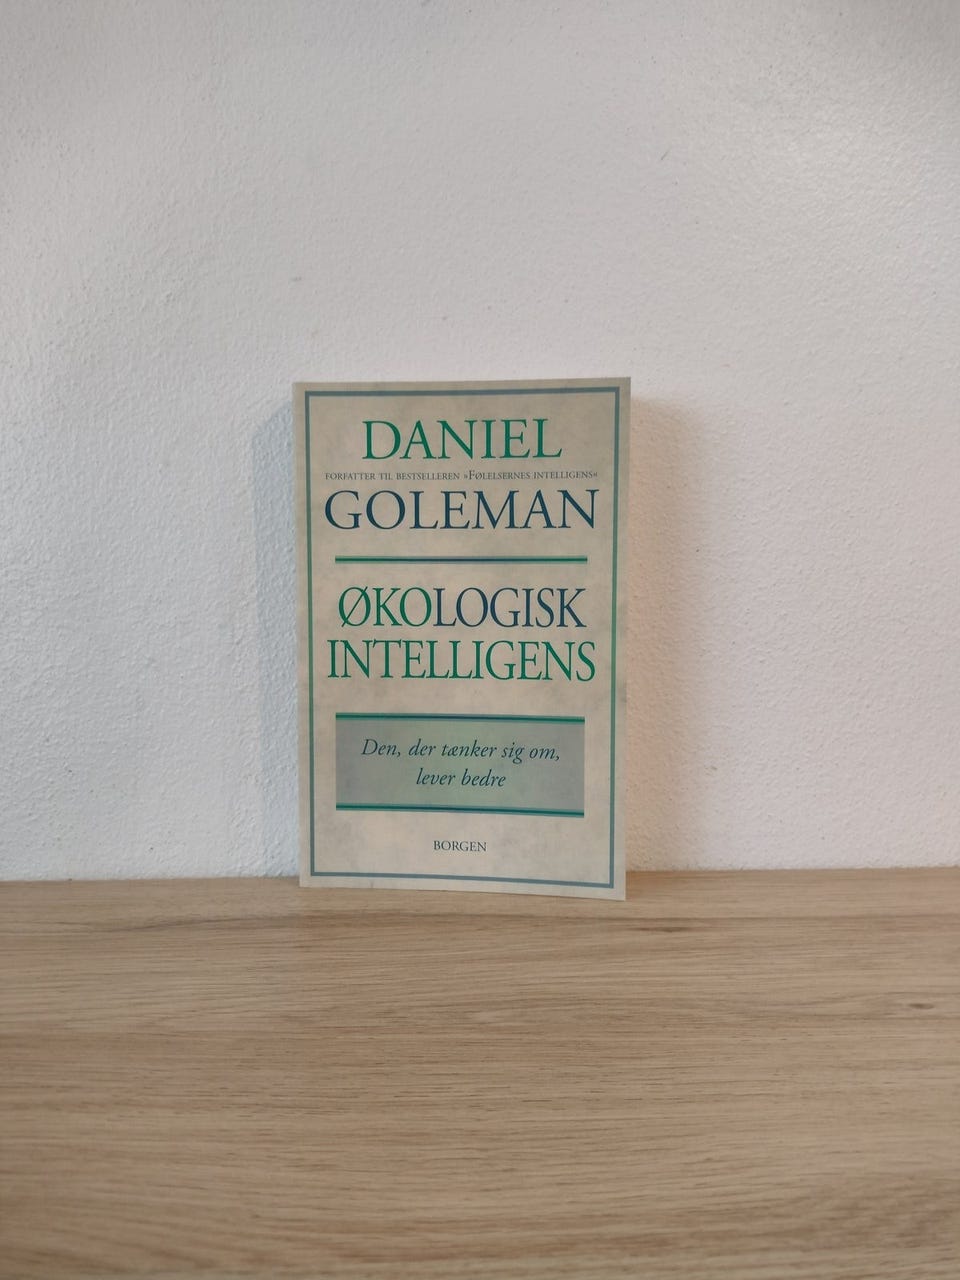 DANIEL
FORFATTER TIL BESTSELLEREN »FØLELSERNES INTELLIGENS«
GOLEMAN
ØKOLOGISK
INTELLIGENS
Den, der tænker sig om,
lever bedre
BORGEN